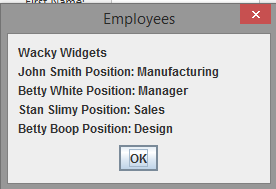 First Name:
Employees
Wacky Widgets
John Smith Position: Manufacturing
Betty White Position: Manager
Stan Slimy Position: Sales
Betty Boop Position: Design
OK